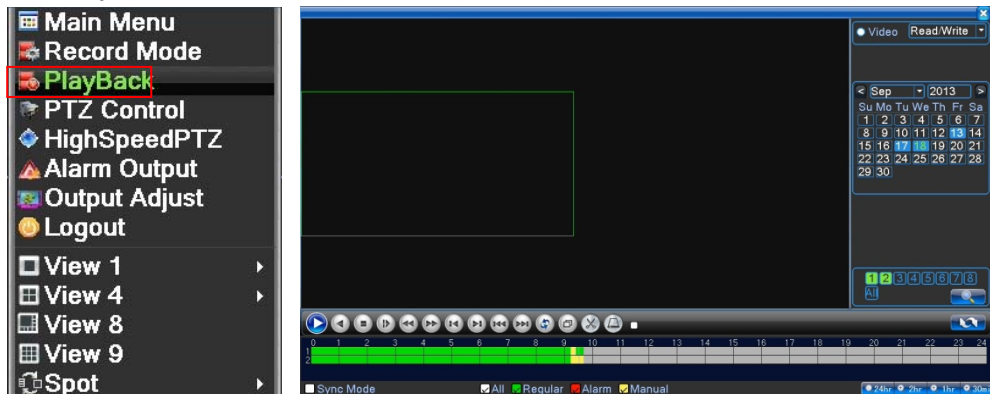 Main Menu
Record Mode
PlayBack
PTZ Control
HighSpeedPTZ
Alarm Output
Output Adjust
Logout
View 1
View 4
View 8
View 9
Spot
Video Read/Write
Sep 2013
Su Mo Tu We Th Fr Sa
1 2 3 4 5 6 7
8 9 10 11 12 13 14
15 16 17 18 19 20 21
22 23 24 25 26 27 28
29 30
1 2 3 4 5 6 7 8
All
0 1 2 3 4 5 6 7 8 9 10 11 12 13 14 15 16 17 18 19 20 21 22 23 24
1
2
Sync Mode All Regular Alarm Manual
24hr 2hr 1hr 30m